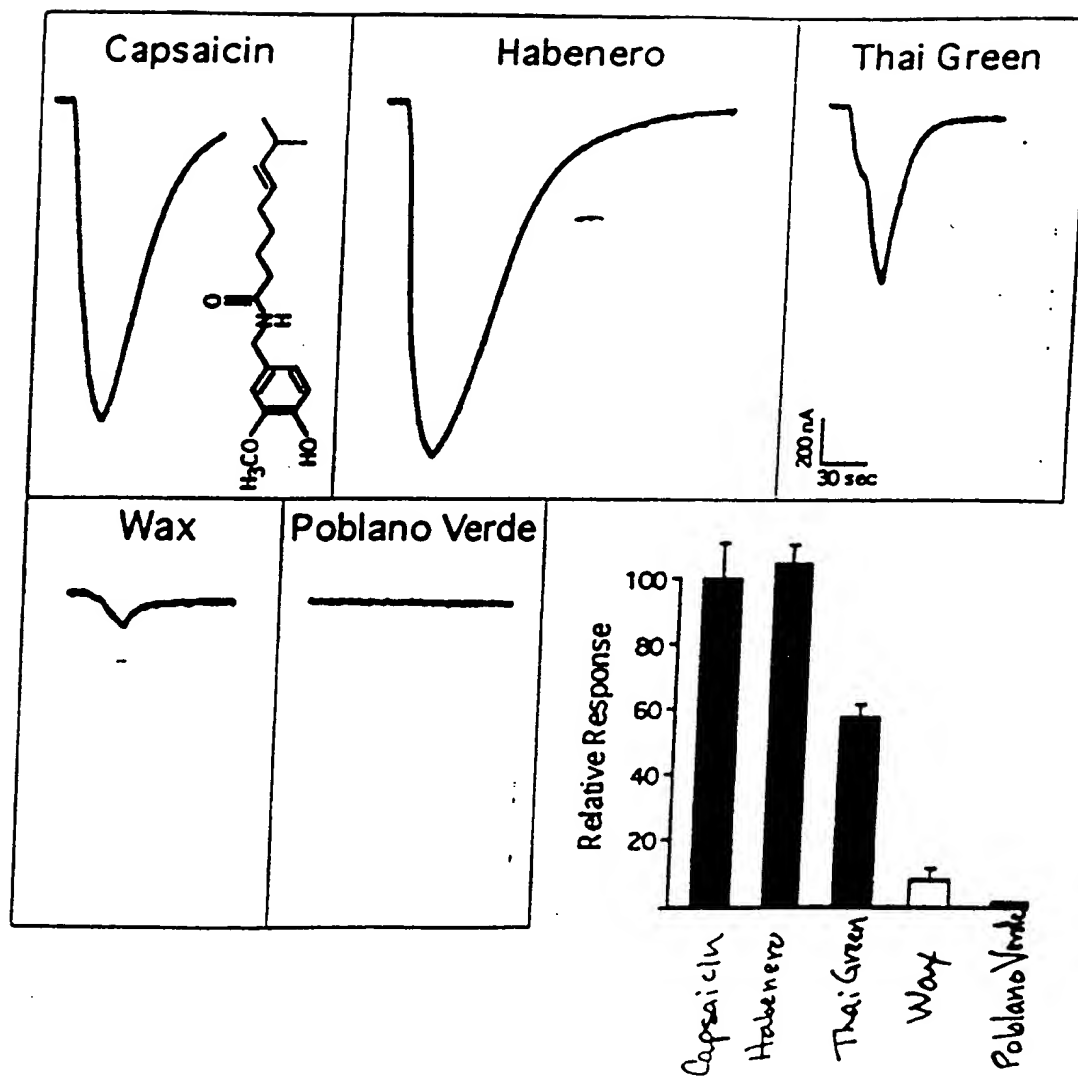 Capsaicin
Habenero
Thai Green
O
N
H
H₃CO
HO
200 nA
30 sec
Wax
Poblano Verde
Relative Response
100
80
60
40
20
Capsaicin
Habenero
Thai Green
Wax
Poblano Verde